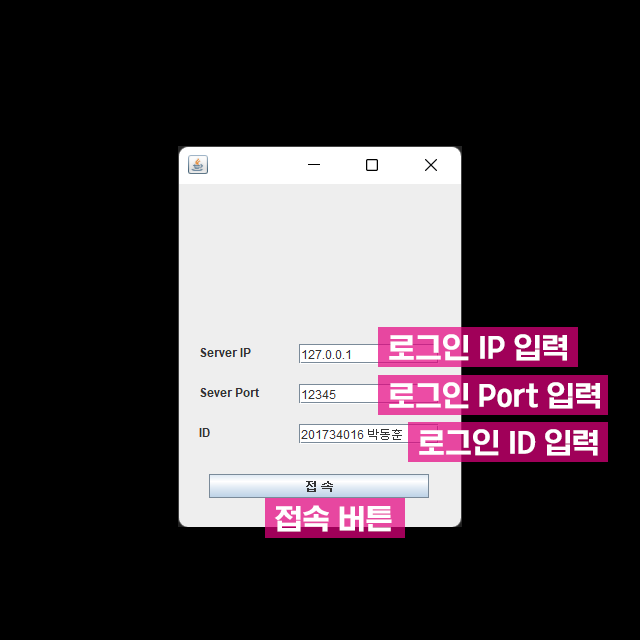 Server IP 127.0.0.1 로그인 IP 입력
Sever Port 12345 로그인 Port 입력
ID 201734016 박동훈 로그인 ID 입력
접 속
접속 버튼